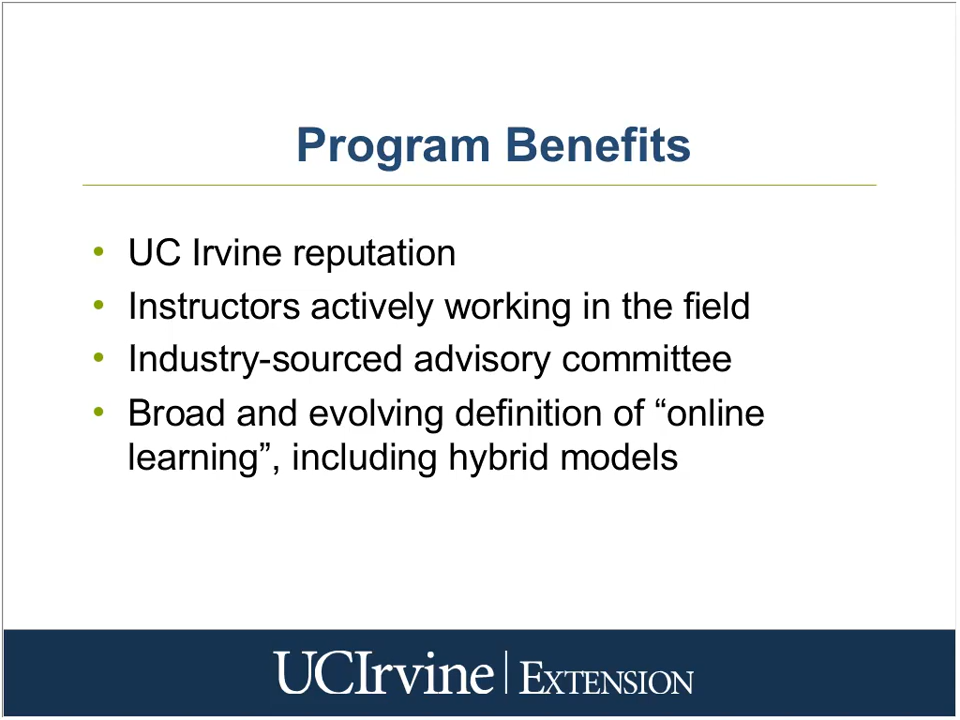 Program Benefits
• UC Irvine reputation
• Instructors actively working in the field
• Industry-sourced advisory committee
• Broad and evolving definition of “online
learning”, including hybrid models
UCIrvine | EXTENSION